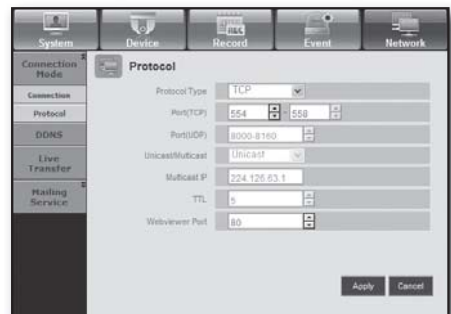 System Device Record Event Network
Connection Mode
Connection
Protocol
DDNS
Live Transfer
Mailing Service
Protocol
Protocol Type TCP
Port(TCP) 554 - 558
Port(UDP) 8000-8160
Unicast/Multicast Unicast
Multicast IP 224.126.63.1
TTL 5
Webviewer Port 80
Apply Cancel